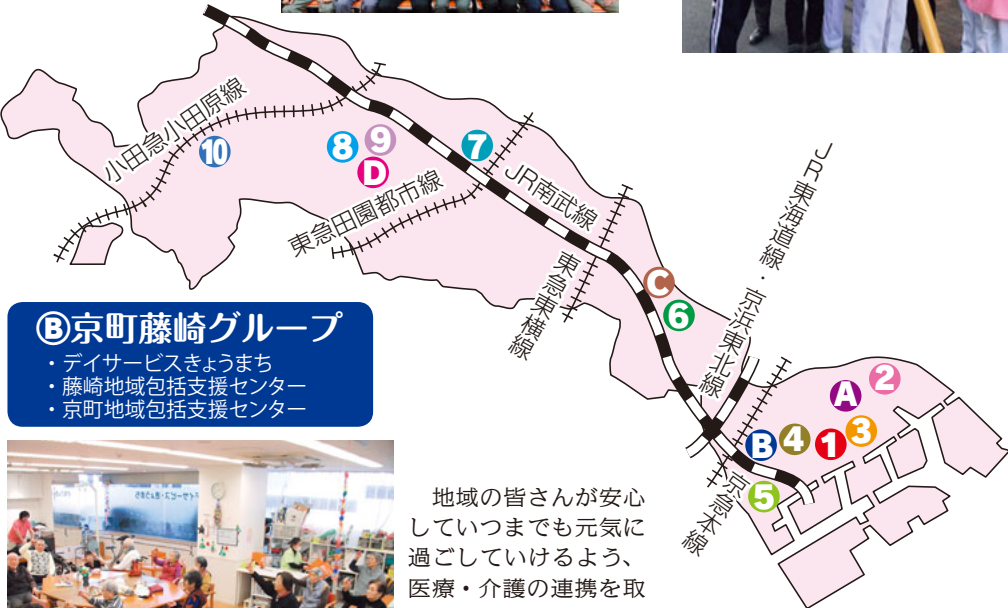 小田急小田原線
10
8
9
D
7
東急田園都市線
JR南武線
東急東横線
C
6
JR東海道線・京浜東北線
A
2
B
4
1
3
5
京急本線
Ⓑ京町藤崎グループ
・デイサービスきょうまち
・藤崎地域包括支援センター
・京町地域包括支援センター
地域の皆さんが安心
していつまでも元気に
過ごしていけるよう、
医療・介護の連携を取